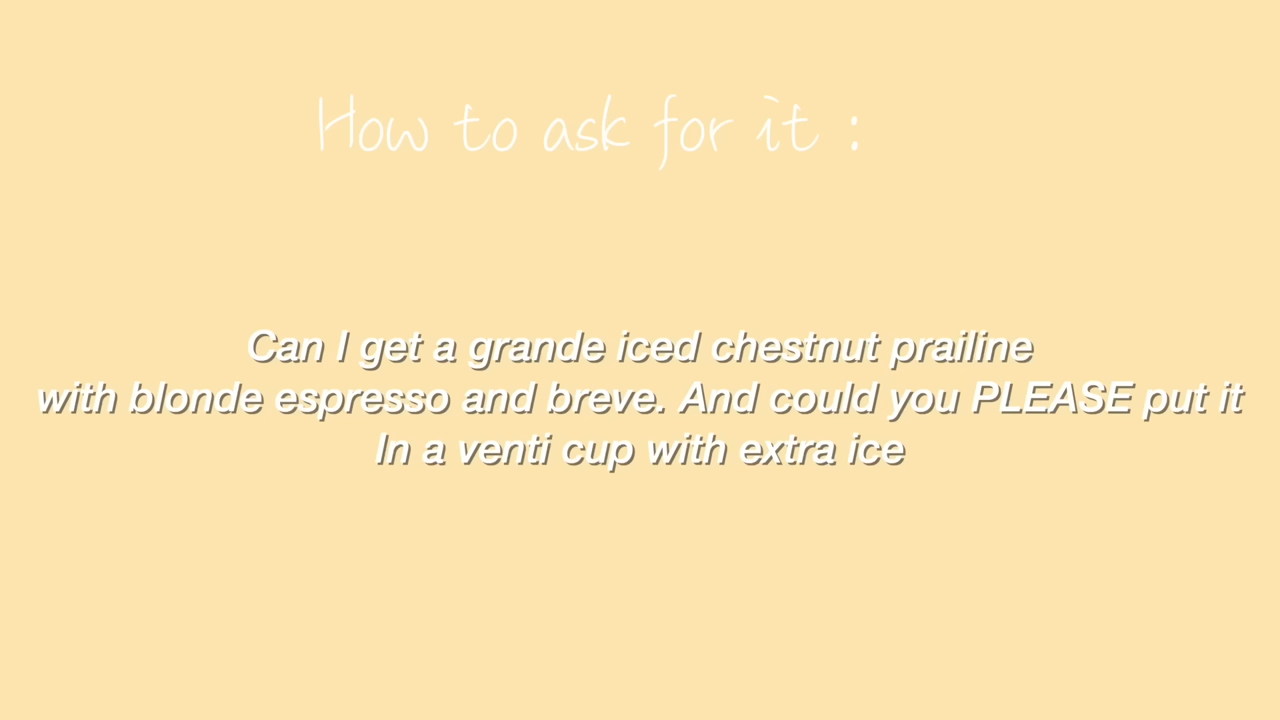 How to ask for it :
Can I get a grande iced chestnut prailine
with blonde espresso and breve. And could you PLEASE put it
In a venti cup with extra ice